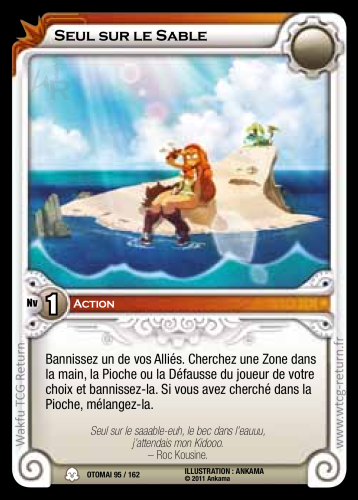 Seul sur le Sable
Nv 1 Action
Bannissez un de vos Alliés. Cherchez une Zone dans
la main, la Pioche ou la Défausse du joueur de votre
choix et bannissez-la. Si vous avez cherché dans la
Pioche, mélangez-la.
Seul sur le saaable-euh, le bec dans l'eauuu,
j'attendais mon Kidooo.
– Roc Kousine.
OTOMAI 95 / 162
ILLUSTRATION : ANKAMA
© 2011 Ankama
Wakfu TCG Return
www.wtcg-return.fr